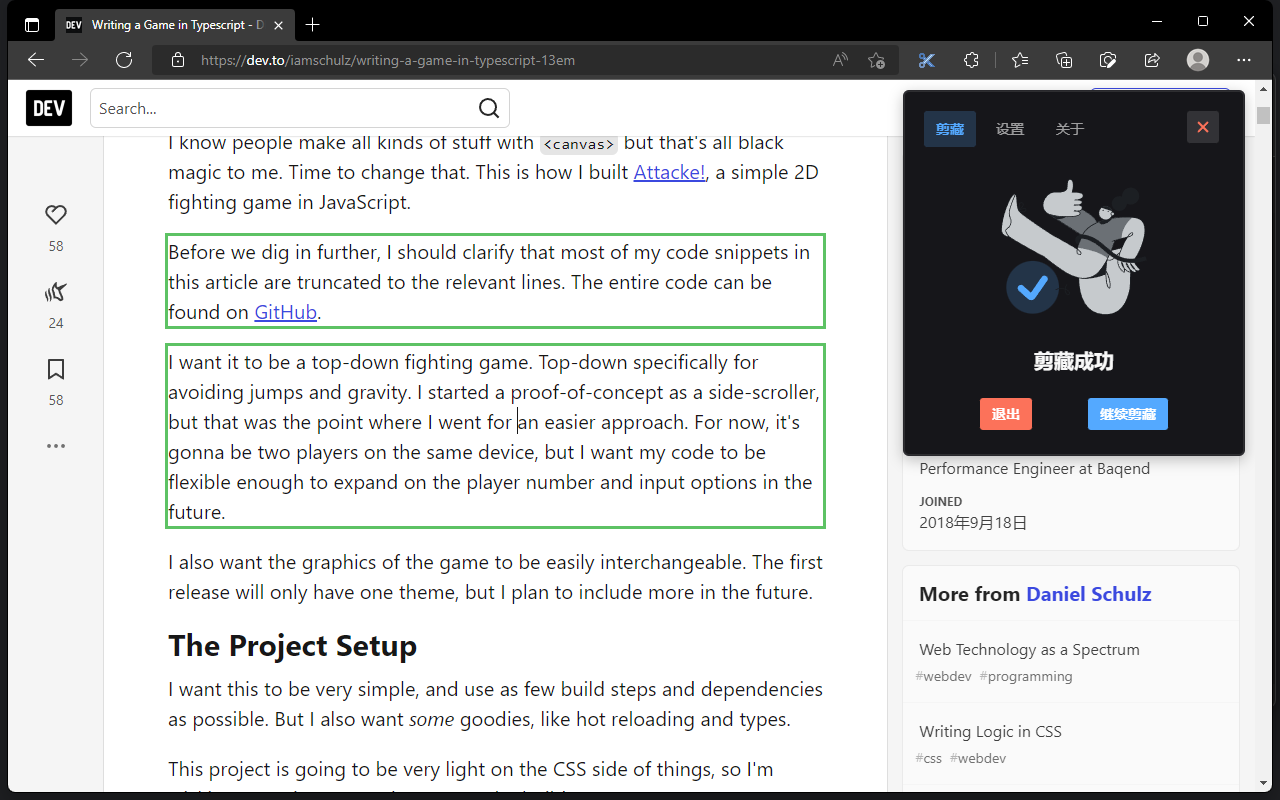 DEV Writing a Game in Typescript - D
https://dev.to/iamschulz/writing-a-game-in-typescript-13em
DEV
Search...
I know people make all kinds of stuff with <canvas> but that's all black
magic to me. Time to change that. This is how I built Attacke!, a simple 2D
fighting game in JavaScript.
58
24
58
Before we dig in further, I should clarify that most of my code snippets in
this article are truncated to the relevant lines. The entire code can be
found on GitHub.
I want it to be a top-down fighting game. Top-down specifically for
avoiding jumps and gravity. I started a proof-of-concept as a side-scroller,
but that was the point where I went for an easier approach. For now, it's
gonna be two players on the same device, but I want my code to be
flexible enough to expand on the player number and input options in the
future.
I also want the graphics of the game to be easily interchangeable. The first
release will only have one theme, but I plan to include more in the future.
The Project Setup
I want this to be very simple, and use as few build steps and dependencies
as possible. But I also want some goodies, like hot reloading and types.
This project is going to be very light on the CSS side of things, so I'm
剪藏 设置 关于
剪藏成功
退出 继续剪藏
Performance Engineer at Baqend
JOINED
2018年9月18日
More from Daniel Schulz
Web Technology as a Spectrum
#webdev #programming
Writing Logic in CSS
#css #webdev